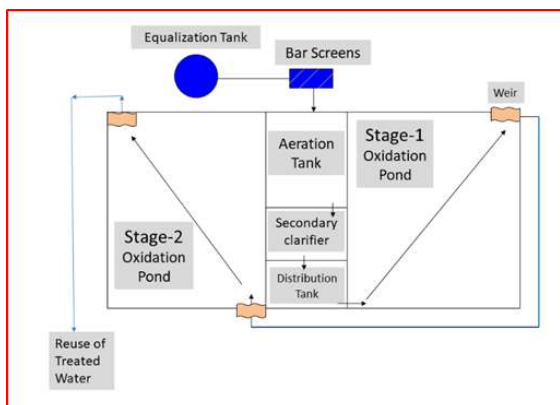 Equalization Tank
Bar Screens
Weir
Aeration
Tank
Stage-1
Oxidation
Pond
Secondary
clarifier
Stage-2
Oxidation
Pond
Distribution
Tank
Reuse of
Treated
Water